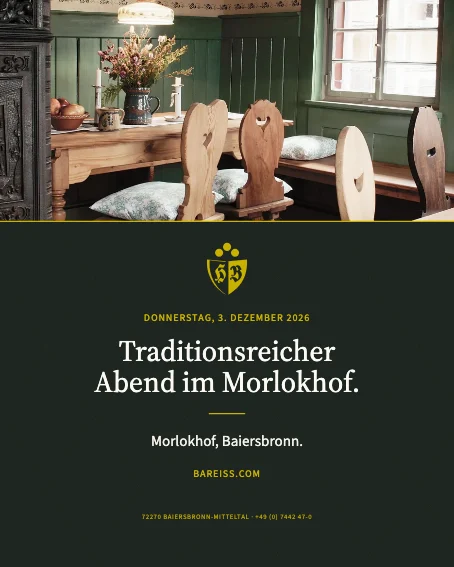 HB
DONNERSTAG, 3. DEZEMBER 2026
Traditionsreicher
Abend im Morlokhof.
Morlokhof, Baiersbronn.
BAREISS.COM
72270 BAIERSBRONN-MITTELTAL · +49 (0) 7442 47-0